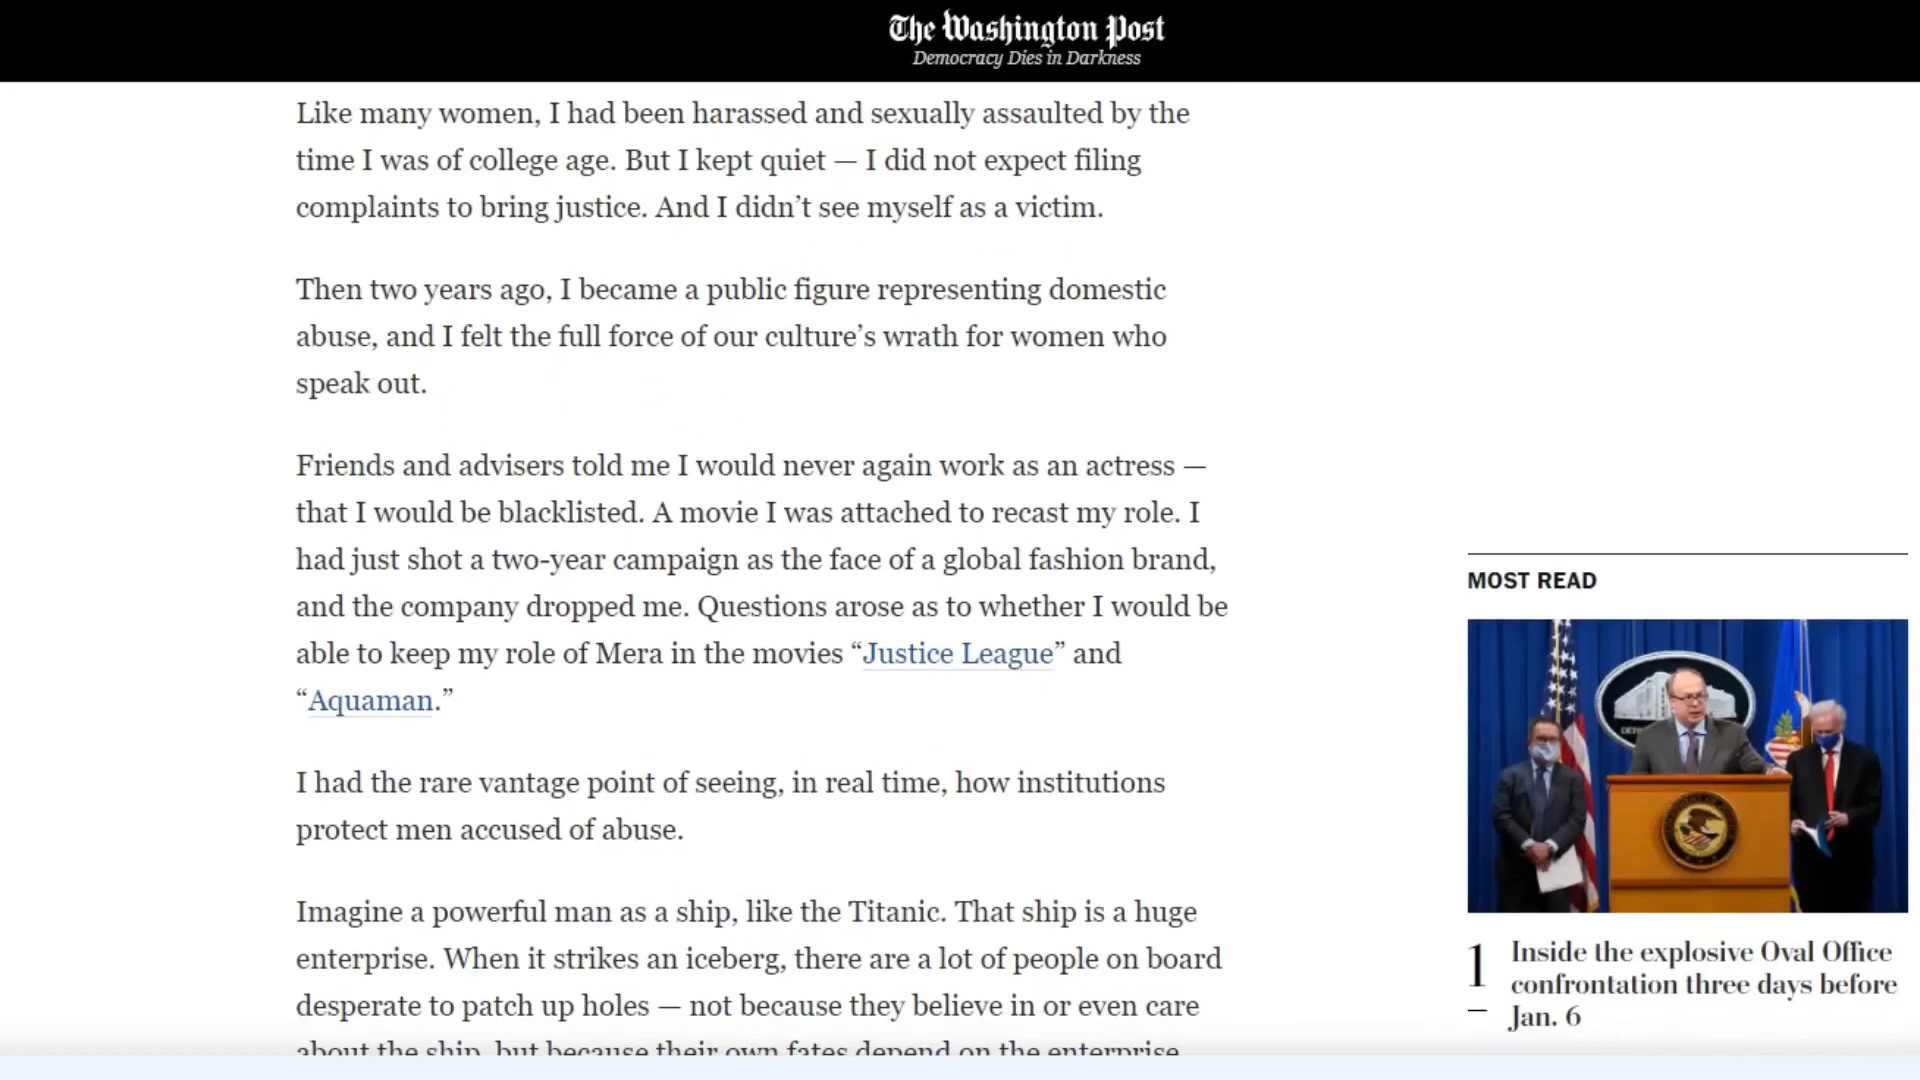 The Washington Post
Democracy Dies in Darkness
Like many women, I had been harassed and sexually assaulted by the
time I was of college age. But I kept quiet — I did not expect filing
complaints to bring justice. And I didn’t see myself as a victim.
Then two years ago, I became a public figure representing domestic
abuse, and I felt the full force of our culture’s wrath for women who
speak out.
Friends and advisers told me I would never again work as an actress —
that I would be blacklisted. A movie I was attached to recast my role. I
had just shot a two-year campaign as the face of a global fashion brand,
and the company dropped me. Questions arose as to whether I would be
able to keep my role of Mera in the movies “Justice League” and
“Aquaman.”
I had the rare vantage point of seeing, in real time, how institutions
protect men accused of abuse.
Imagine a powerful man as a ship, like the Titanic. That ship is a huge
enterprise. When it strikes an iceberg, there are a lot of people on board
desperate to patch up holes — not because they believe in or even care
about the ship, but because their own fates depend on the enterprise.
MOST READ
1
Inside the explosive Oval Office
confrontation three days before
Jan. 6